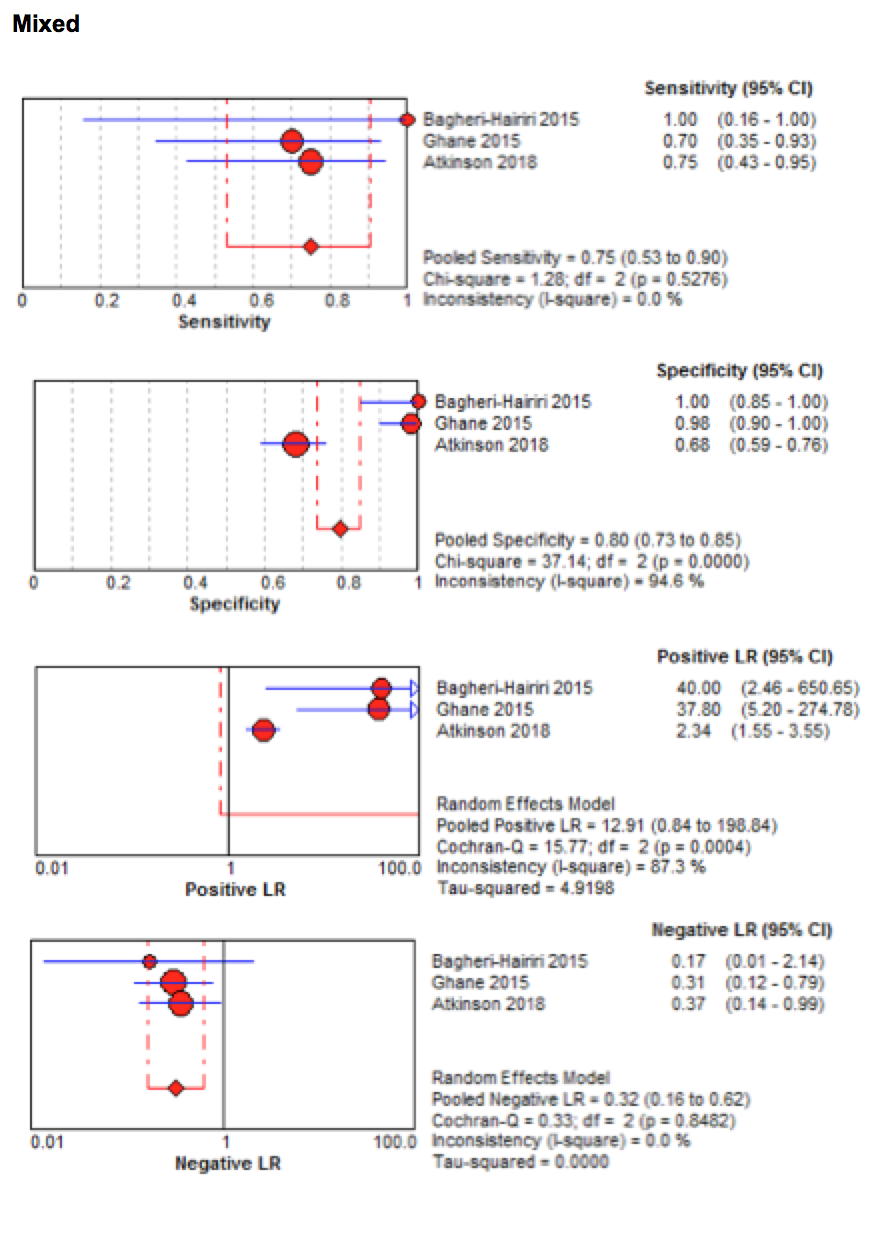 Mixed
Sensitivity (95% CI)
Bagheri-Hairiri 2015 1.00 (0.16 - 1.00)
Ghane 2015 0.70 (0.35 - 0.93)
Atkinson 2018 0.75 (0.43 - 0.95)
Pooled Sensitivity = 0.75 (0.53 to 0.90)
Chi-square = 1.28; df = 2 (p = 0.5276)
Inconsistency (I-square) = 0.0 %
0 0.2 0.4 0.6 0.8 1
Sensitivity
Specificity (95% CI)
Bagheri-Hairiri 2015 1.00 (0.85 - 1.00)
Ghane 2015 0.98 (0.90 - 1.00)
Atkinson 2018 0.68 (0.59 - 0.76)
Pooled Specificity = 0.80 (0.73 to 0.85)
Chi-square = 37.14; df = 2 (p = 0.0000)
Inconsistency (I-square) = 94.6 %
0 0.2 0.4 0.6 0.8 1
Specificity
Positive LR (95% CI)
Bagheri-Hairiri 2015 40.00 (2.46 - 650.65)
Ghane 2015 37.80 (5.20 - 274.78)
Atkinson 2018 2.34 (1.55 - 3.55)
Random Effects Model
Pooled Positive LR = 12.91 (0.84 to 198.84)
Cochran-Q = 15.77; df = 2 (p = 0.0004)
Inconsistency (I-square) = 87.3 %
Tau-squared = 4.9198
0.01 1 100.0
Positive LR
Negative LR (95% CI)
Bagheri-Hairiri 2015 0.17 (0.01 - 2.14)
Ghane 2015 0.31 (0.12 - 0.79)
Atkinson 2018 0.37 (0.14 - 0.99)
Random Effects Model
Pooled Negative LR = 0.32 (0.16 to 0.62)
Cochran-Q = 0.33; df = 2 (p = 0.8482)
Inconsistency (I-square) = 0.0 %
Tau-squared = 0.0000
0.01 1 100.0
Negative LR